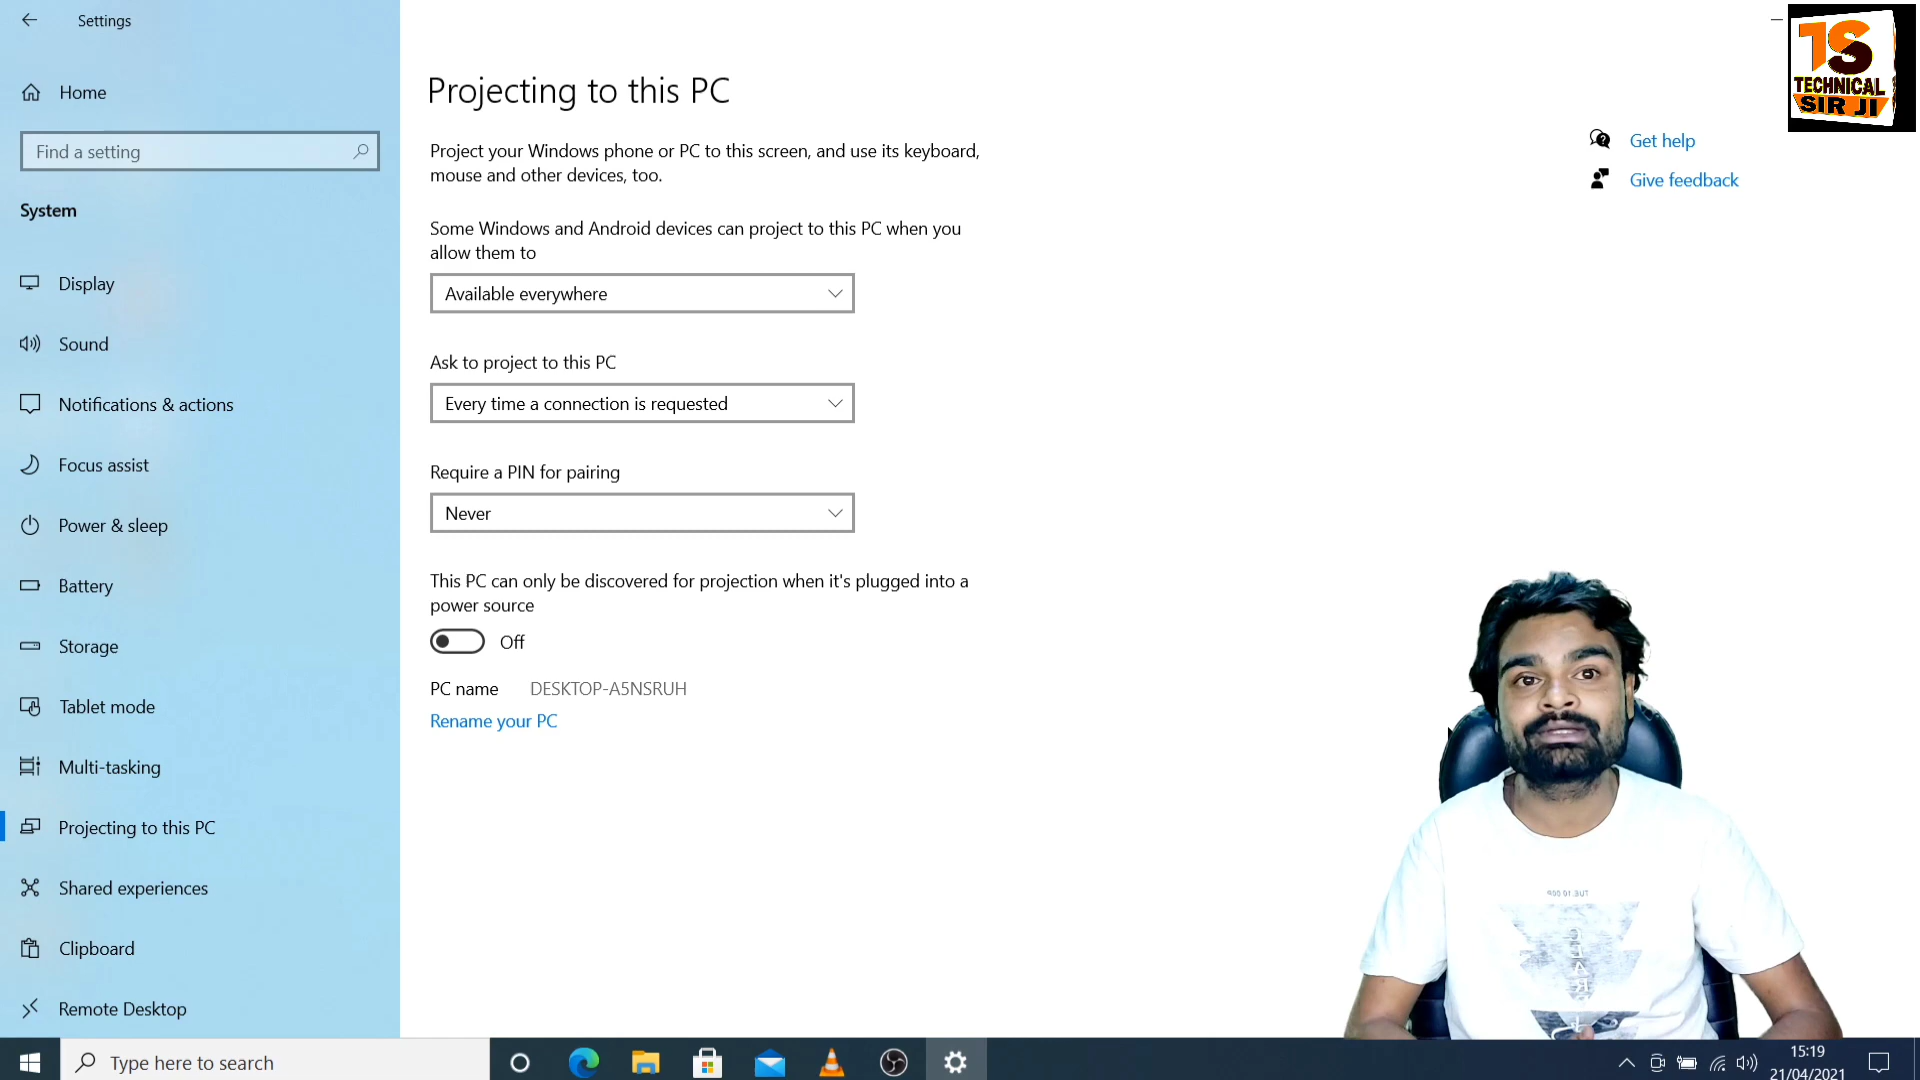 Settings
Home
Find a setting
System
Display
Sound
Notifications & actions
Focus assist
Power & sleep
Battery
Storage
Tablet mode
Multi-tasking
Projecting to this PC
Shared experiences
Clipboard
Remote Desktop
Projecting to this PC
Project your Windows phone or PC to this screen, and use its keyboard,
mouse and other devices, too.
Some Windows and Android devices can project to this PC when you
allow them to
Available everywhere
Ask to project to this PC
Every time a connection is requested
Require a PIN for pairing
Never
This PC can only be discovered for projection when it's plugged into a
power source
Off
PC name DESKTOP-A5NSRUH
Rename your PC
Get help
Give feedback
TS
TECHNICAL
SIR JI
Type here to search
15:19
21/04/2021